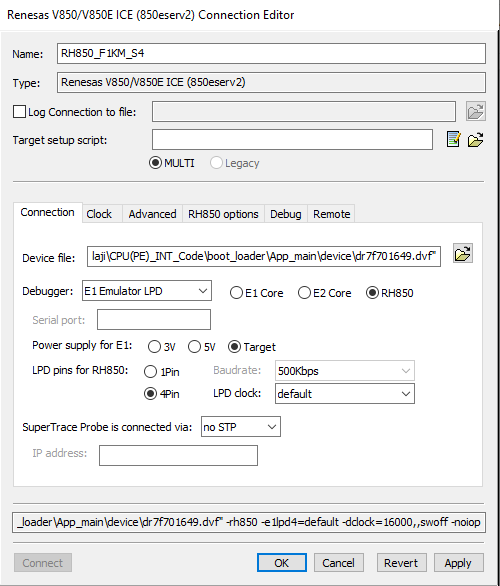 Renesas V850/V850E ICE (850eserv2) Connection Editor
Name: RH850_F1KM_S4
Type: Renesas V850/V850E ICE (850eserv2)
Log Connection to file:
Target setup script:
MULTI Legacy
Connection Clock Advanced RH850 options Debug Remote
Device file: laji\CPU(PE)_INT_Code\boot_loader\App_main\device\dr7f701649.dvf"
Debugger: E1 Emulator LPD E1 Core E2 Core RH850
Serial port:
Power supply for E1: 3V 5V Target
LPD pins for RH850: 1Pin Baudrate: 500Kbps
4Pin LPD clock: default
SuperTrace Probe is connected via: no STP
IP address:
_loader\App_main\device\dr7f701649.dvf" -rh850 -e1lpd4=default -dclock=16000,,swoff -noiop
Connect OK Cancel Revert Apply